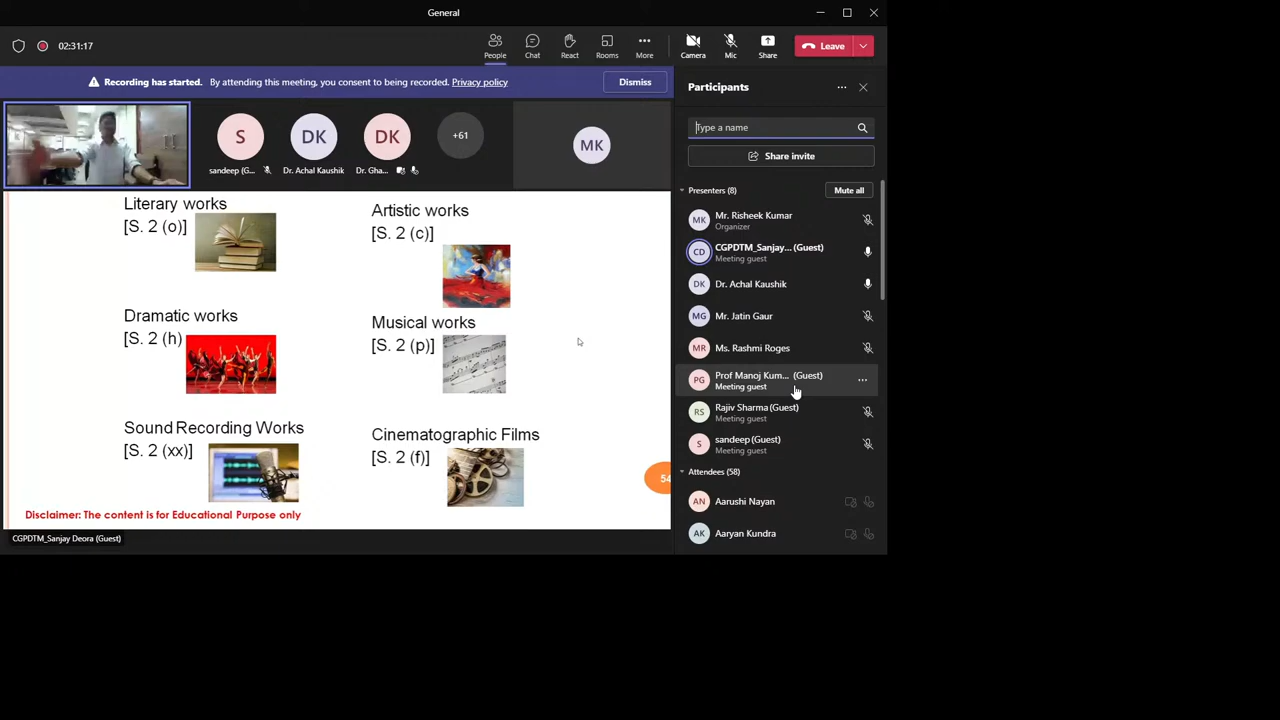 General
02:31:17
People
Chat
React
Rooms
More
Camera
Mic
Share
Leave
Recording has started. By attending this meeting, you consent to being recorded. Privacy policy
Dismiss
S
DK
DK
+61
MK
sandeep (G...
Dr. Achal Kaushik
Dr. Gha...
Literary works
[S. 2 (o)]
Artistic works
[S. 2 (c)]
Dramatic works
[S. 2 (h)]
Musical works
[S. 2 (p)]
Sound Recording Works
[S. 2 (xx)]
Cinematographic Films
[S. 2 (f)]
54
Disclaimer: The content is for Educational Purpose only
CGPDTM_Sanjay Deora (Guest)
Participants
Type a name
Share invite
Presenters (8)
Mute all
MK
Mr. Risheek Kumar
Organizer
CD
CGPDTM_Sanjay... (Guest)
Meeting guest
DK
Dr. Achal Kaushik
MG
Mr. Jatin Gaur
MR
Ms. Rashmi Roges
PG
Prof Manoj Kum... (Guest)
Meeting guest
RS
Rajiv Sharma (Guest)
Meeting guest
S
sandeep (Guest)
Meeting guest
Attendees (58)
AN
Aarushi Nayan
AK
Aaryan Kundra